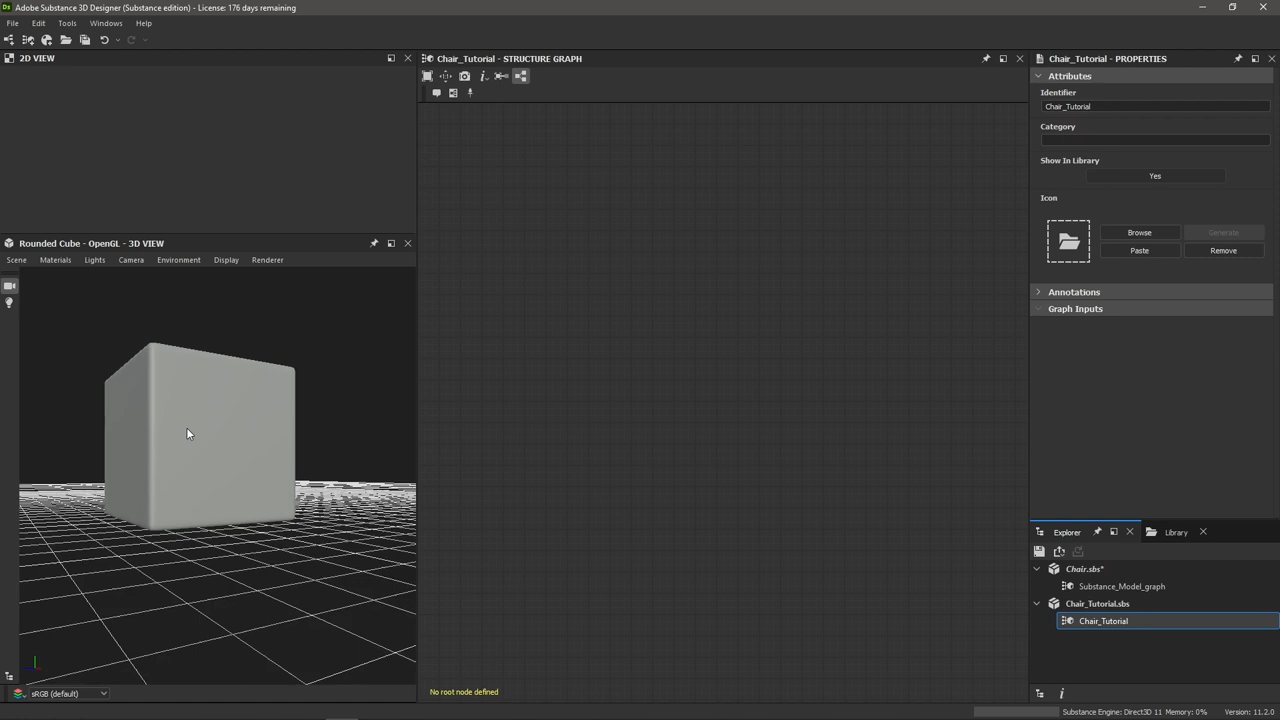 Adobe Substance 3D Designer (Substance edition) - License: 176 days remaining
File Edit Tools Windows Help
2D VIEW
Rounded Cube - OpenGL - 3D VIEW
Scene Materials Lights Camera Environment Display Renderer
sRGB (default)
Chair_Tutorial - STRUCTURE GRAPH
No root node defined
Chair_Tutorial - PROPERTIES
Attributes
Identifier
Chair_Tutorial
Category
Show In Library
Yes
Icon
Browse Generate
Paste Remove
Annotations
Graph Inputs
Explorer Library
Chair.sbs*
Substance_Model_graph
Chair_Tutorial.sbs
Chair_Tutorial
Substance Engine: Direct3D 11 Memory: 0% Version: 11.2.0